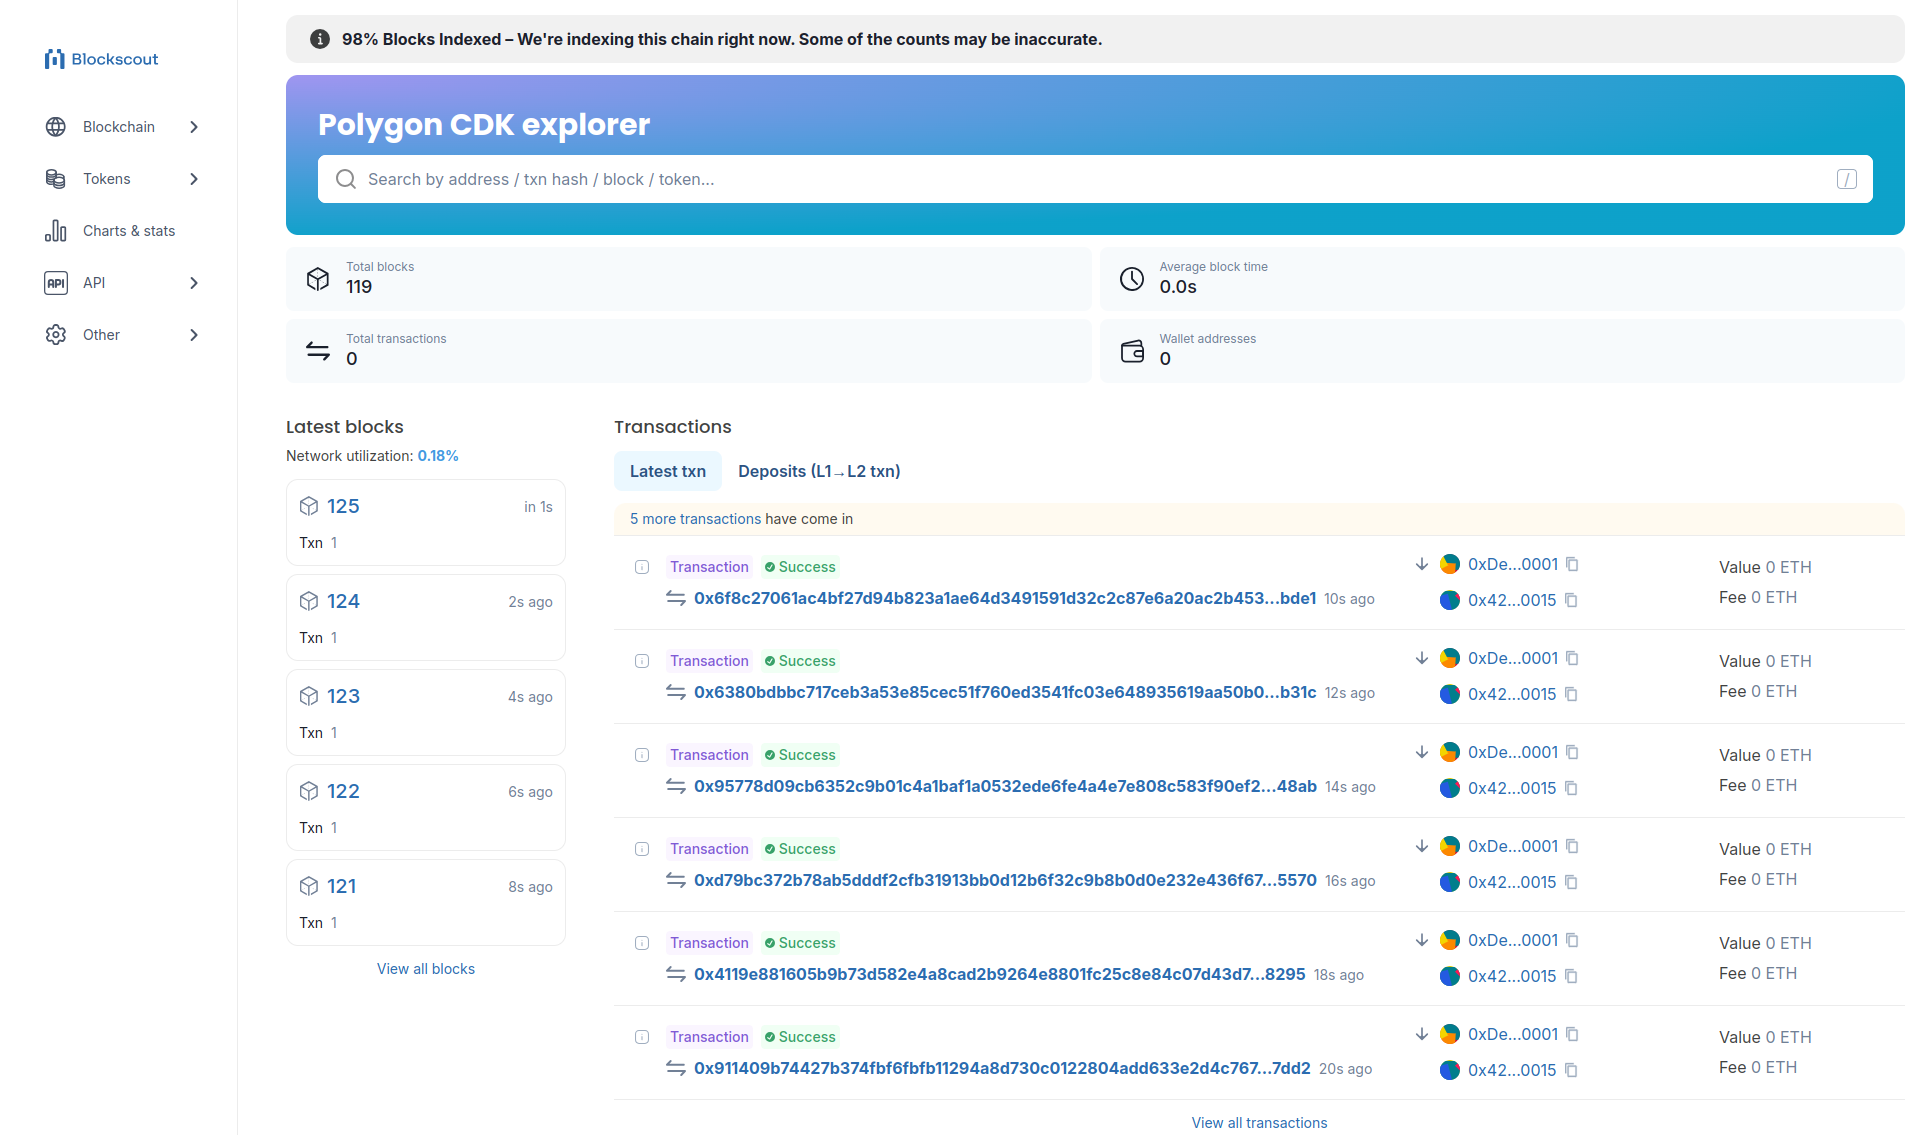 Blockscout
Blockchain
Tokens
Charts & stats
API
API
Other
98% Blocks Indexed – We're indexing this chain right now. Some of the counts may be inaccurate.
Polygon CDK explorer
Search by address / txn hash / block / token...
/
Total blocks
119
Average block time
0.0s
Total transactions
0
Wallet addresses
0
Latest blocks
Network utilization: 0.18%
125 in 1s
Txn 1
124 2s ago
Txn 1
123 4s ago
Txn 1
122 6s ago
Txn 1
121 8s ago
Txn 1
View all blocks
Transactions
Latest txn Deposits (L1→L2 txn)
5 more transactions have come in
Transaction Success 0xDe...0001 Value 0 ETH
0x6f8c27061ac4bf27d94b823a1ae64d3491591d32c2c87e6a20ac2b453...bde1 10s ago 0x42...0015 Fee 0 ETH
Transaction Success 0xDe...0001 Value 0 ETH
0x6380bdbbc717ceb3a53e85cec51f760ed3541fc03e648935619aa50b0...b31c 12s ago 0x42...0015 Fee 0 ETH
Transaction Success 0xDe...0001 Value 0 ETH
0x95778d09cb6352c9b01c4a1baf1a0532ede6fe4a4e7e808c583f90ef2...48ab 14s ago 0x42...0015 Fee 0 ETH
Transaction Success 0xDe...0001 Value 0 ETH
0xd79bc372b78ab5dddf2cfb31913bb0d12b6f32c9b8b0d0e232e436f67...5570 16s ago 0x42...0015 Fee 0 ETH
Transaction Success 0xDe...0001 Value 0 ETH
0x4119e881605b9b73d582e4a8cad2b9264e8801fc25c8e84c07d43d7...8295 18s ago 0x42...0015 Fee 0 ETH
Transaction Success 0xDe...0001 Value 0 ETH
0x911409b74427b374fbf6fbfb11294a8d730c0122804add633e2d4c767...7dd2 20s ago 0x42...0015 Fee 0 ETH
View all transactions